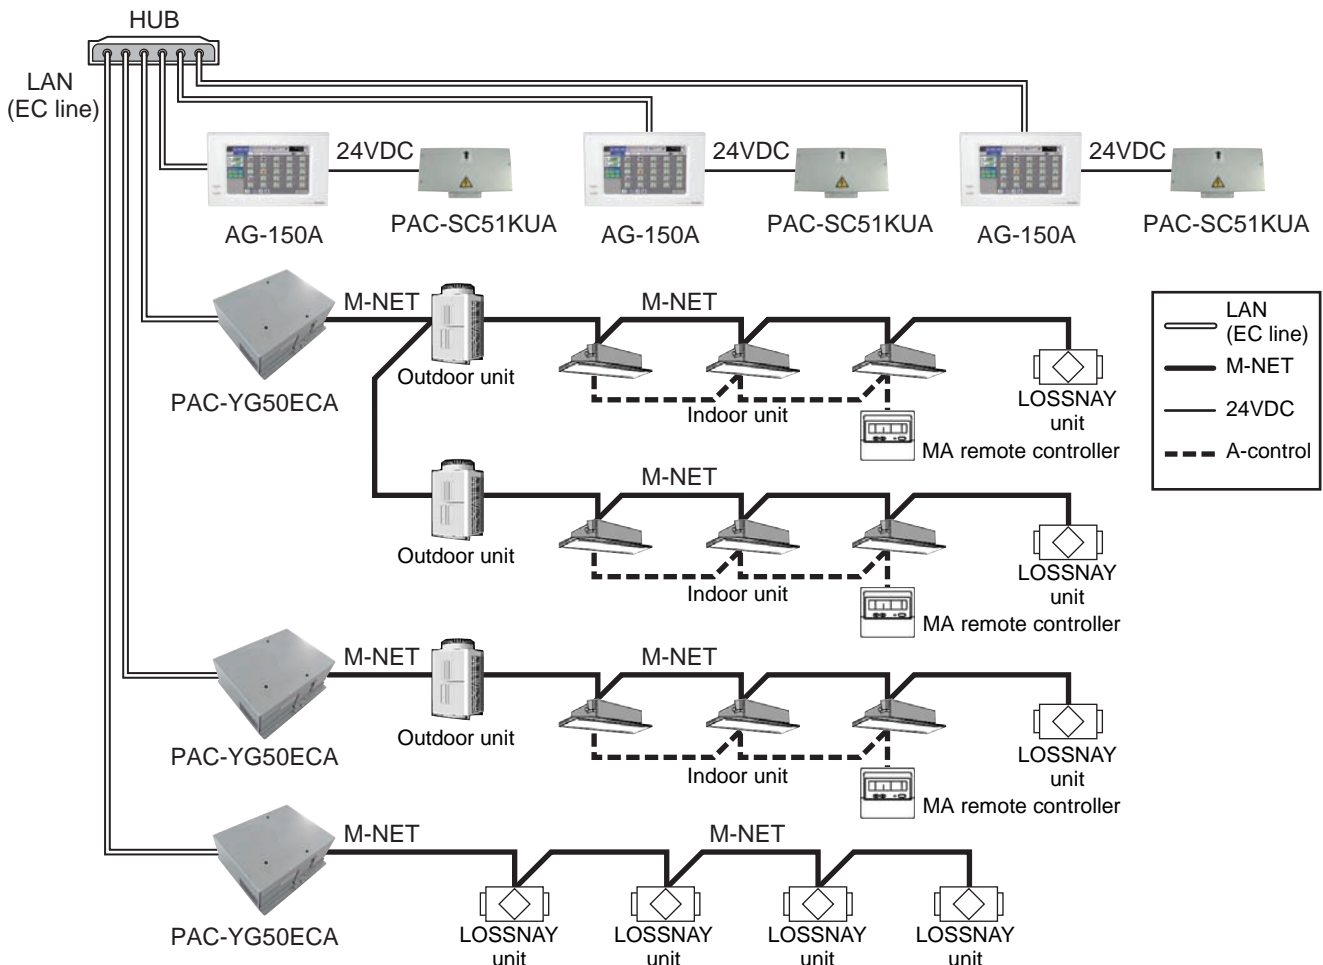 HUB
LAN
(EC line)
24VDC
24VDC
24VDC
AG-150A
PAC-SC51KUA
AG-150A
PAC-SC51KUA
AG-150A
PAC-SC51KUA
M-NET
M-NET
PAC-YG50ECA
Outdoor unit
Indoor unit
LOSSNAY
unit
MA remote controller
LAN
(EC line)
M-NET
24VDC
A-control
M-NET
Outdoor unit
Indoor unit
LOSSNAY
unit
MA remote controller
M-NET
M-NET
PAC-YG50ECA
Outdoor unit
Indoor unit
LOSSNAY
unit
MA remote controller
M-NET
M-NET
PAC-YG50ECA
LOSSNAY
unit
LOSSNAY
unit
LOSSNAY
unit
LOSSNAY
unit